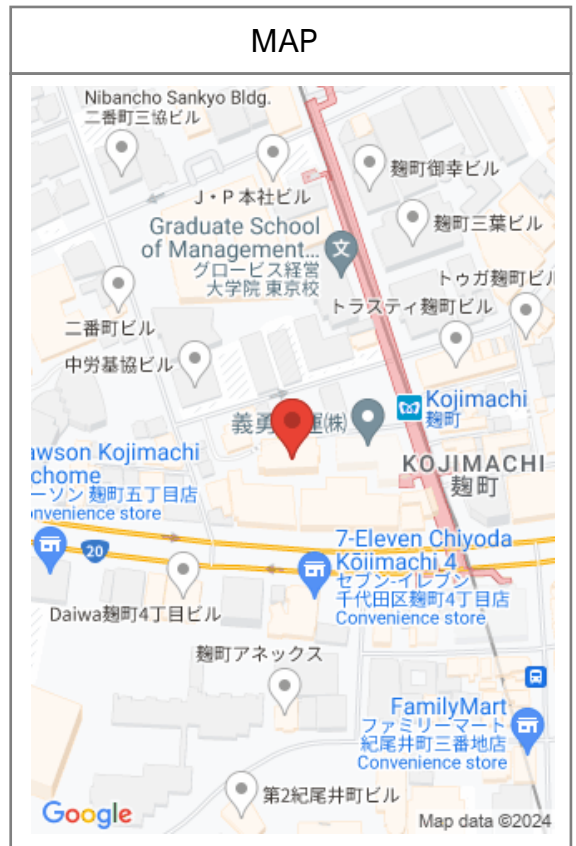 MAP
Nibancho Sankyo Bldg.
二番町三協ビル
J・P本社ビル
麹町御幸ビル
麹町三葉ビル
Graduate School
of Management...
グロービス経営
大学院 東京校
文
トゥガ麹町ビル
トラスティ麹町ビル
二番町ビル
中労基協ビル
Kojimachi
麹町
義勇
運㈱
KOJIMACHI
麹町
awson Kojimachi
chome
ーソン 麹町五丁目店
onvenience store
20
7-Eleven Chiyoda
Kōjimachi 4
セブン-イレブン
千代田区麹町4丁目店
Convenience store
Daiwa麹町4丁目ビル
麹町アネックス
FamilyMart
ファミリーマート
紀尾井町三番地店
Convenience store
第2紀尾井町ビル
Google
Map data ©2024